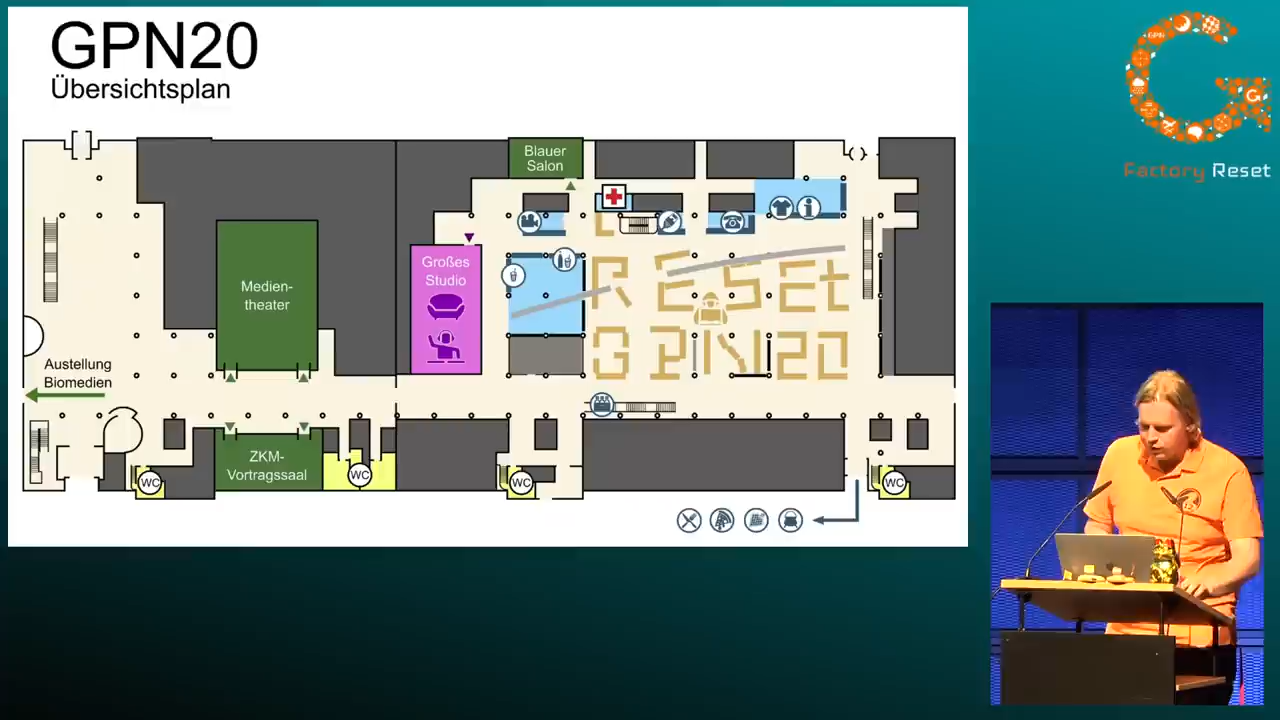 GPN20
Übersichtsplan
Factory Reset
Blauer
Salon
Großes
Studio
Medien-
theater
RESEt
GPN20
Austellung
Biomedien
ZKM-
Vortragssaal
WC
WC
WC
WC